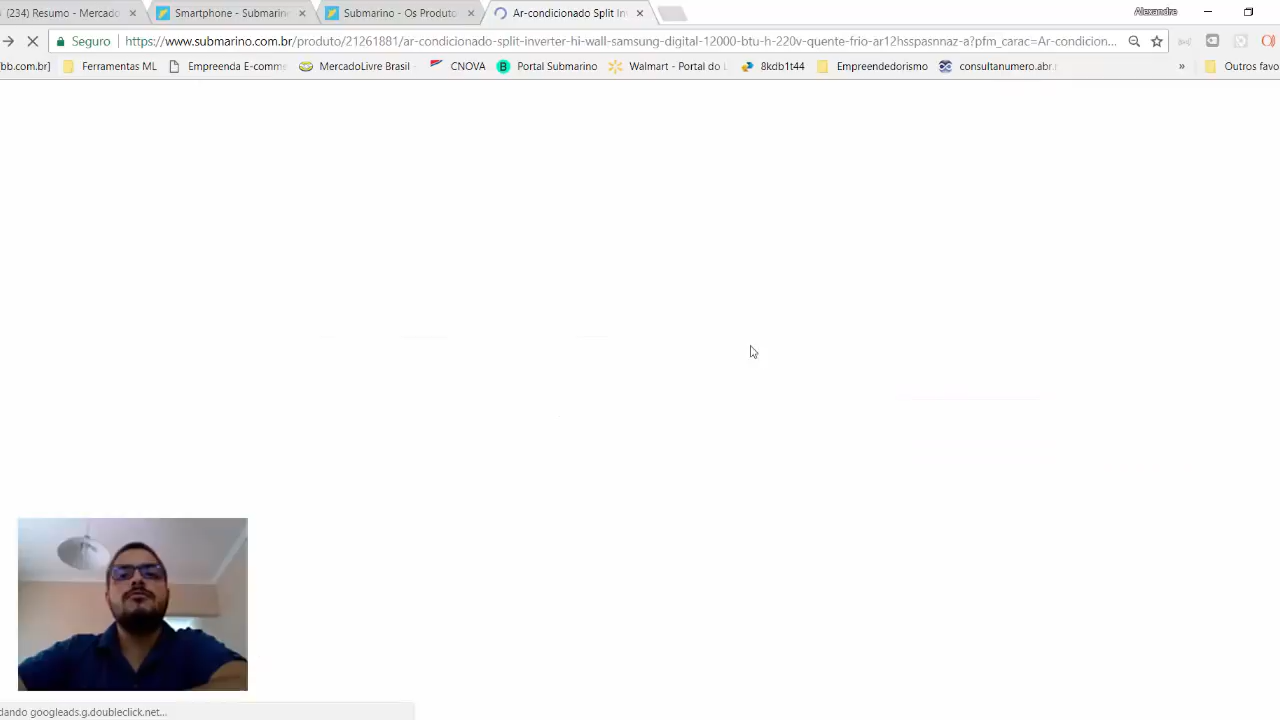 (234) Resumo - Mercado
Smartphone - Submarin
Submarino - Os Produto
Ar-condicionado Split Inv
Alexandre
Seguro
https://www.submarino.com.br/produto/21261881/ar-condicionado-split-inverter-hi-wall-samsung-digital-12000-btu-h-220v-quente-frio-ar12hsspasnnaz-a?pfm_carac=Ar-condicion...
bb.com.br]
Ferramentas ML
Empreenda E-comme
MercadoLivre Brasil
CNOVA
Portal Submarino
Walmart - Portal do L
8kdb1t44
Empreendedorismo
consultanumero.abr.
»
Outros favo
dando googleads.g.doubleclick.net...